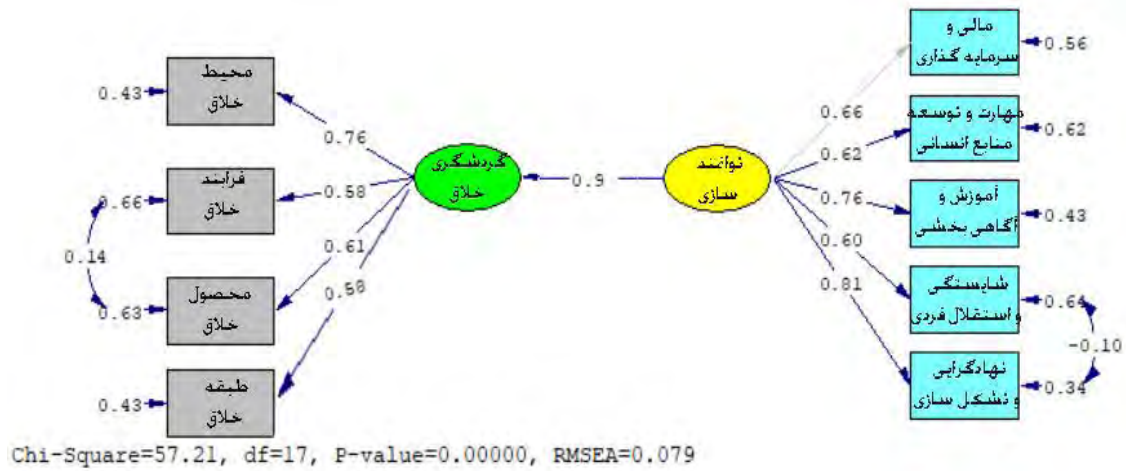 مالی و
سرمایه گذاری
0.56
0.66
محیط
خلاق
0.43
0.76
مهارت و توسعه
منابع انسانی
0.62
0.62
گردشگری
خلاق
0.9
توانمند
سازی
فرایند
خلاق
0.66
0.58
آموزش و
آگاهی بخشی
0.43
0.76
0.14
محصول
خلاق
0.63
0.61
شایستگی
و استقلال فردی
0.64
0.60
-0.10
طبقه
خلاق
0.43
0.58
نهادگرایی
و تشکل سازی
0.34
0.81
Chi-Square=57.21, df=17, P-value=0.00000, RMSEA=0.079